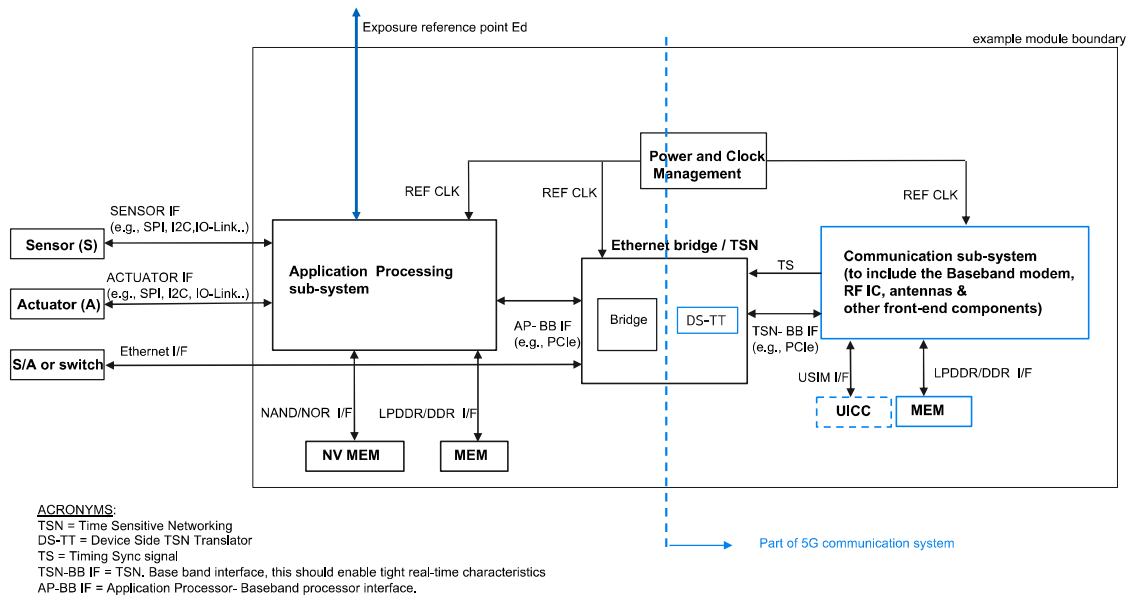 Exposure reference point Ed
example module boundary
Power and Clock
Management
REF CLK
REF CLK
REF CLK
SENSOR IF
(e.g., SPI, I2C,IO-Link..)
Sensor (S)
Ethernet bridge / TSN
Application Processing
sub-system
Communication sub-system
(to include the Baseband modem,
RF IC, antennas &
other front-end components)
TS
ACTUATOR IF
(e.g., SPI, I2C, IO-Link..)
Actuator (A)
Bridge
DS-TT
AP- BB IF
(e.g., PCIe)
TSN- BB IF
(e.g., PCIe)
Ethernet I/F
S/A or switch
USIM I/F
LPDDR/DDR I/F
NAND/NOR I/F
LPDDR/DDR I/F
UICC
MEM
NV MEM
MEM
ACRONYMS:
TSN = Time Sensitive Networking
DS-TT = Device Side TSN Translator
TS = Timing Sync signal
TSN-BB IF = TSN. Base band interface, this should enable tight real-time characteristics
AP-BB IF = Application Processor- Baseband processor interface.
Part of 5G communication system